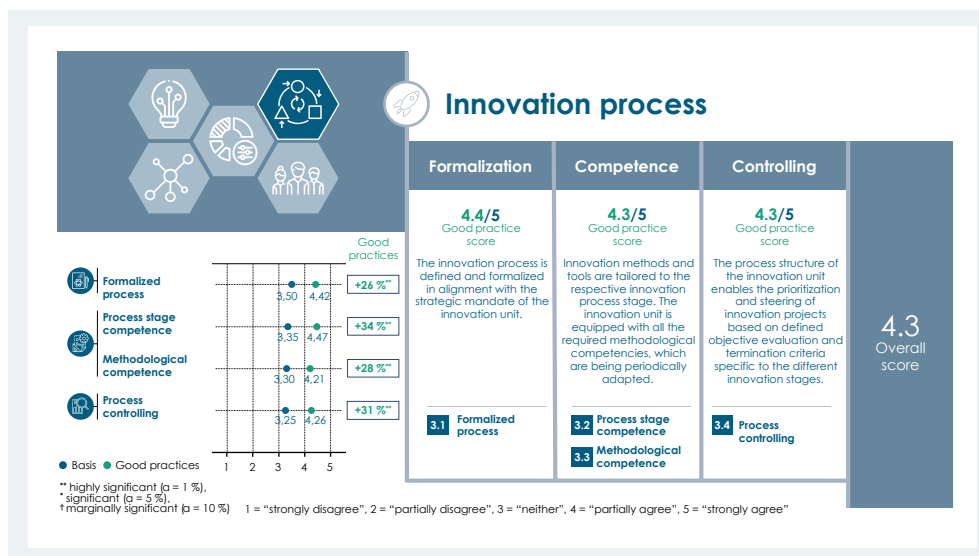 Innovation process
Formalization
Competence
Controlling
4.4/5
Good practice
score
The innovation process is
defined and formalized
in alignment with the
strategic mandate of the
innovation unit.
3.1
Formalized
process
4.3/5
Good practice
score
Innovation methods and
tools are tailored to the
respective innovation
process stage. The
innovation unit is
equipped with all the
required methodological
competencies, which
are being periodically
adapted.
3.2
Process stage
competence
3.3
Methodological
competence
4.3/5
Good practice
score
The process structure of
the innovation unit
enables the prioritization
and steering of
innovation projects
based on defined
objective evaluation and
termination criteria
specific to the different
innovation stages.
3.4
Process
controlling
4.3
Overall
score
Good
practices
Formalized
process
3,50 4,42
+26 %**
Process stage
competence
3,35 4,47
+34 %**
Methodological
competence
3,30 4,21
+28 %**
Process
controlling
3,25 4,26
+31 %**
1 2 3 4 5
Basis Good practices
** highly significant (α = 1 %),
* significant (α = 5 %),
† marginally significant (α = 10 %)
1 = “strongly disagree”, 2 = “partially disagree”, 3 = “neither”, 4 = “partially agree”, 5 = “strongly agree”